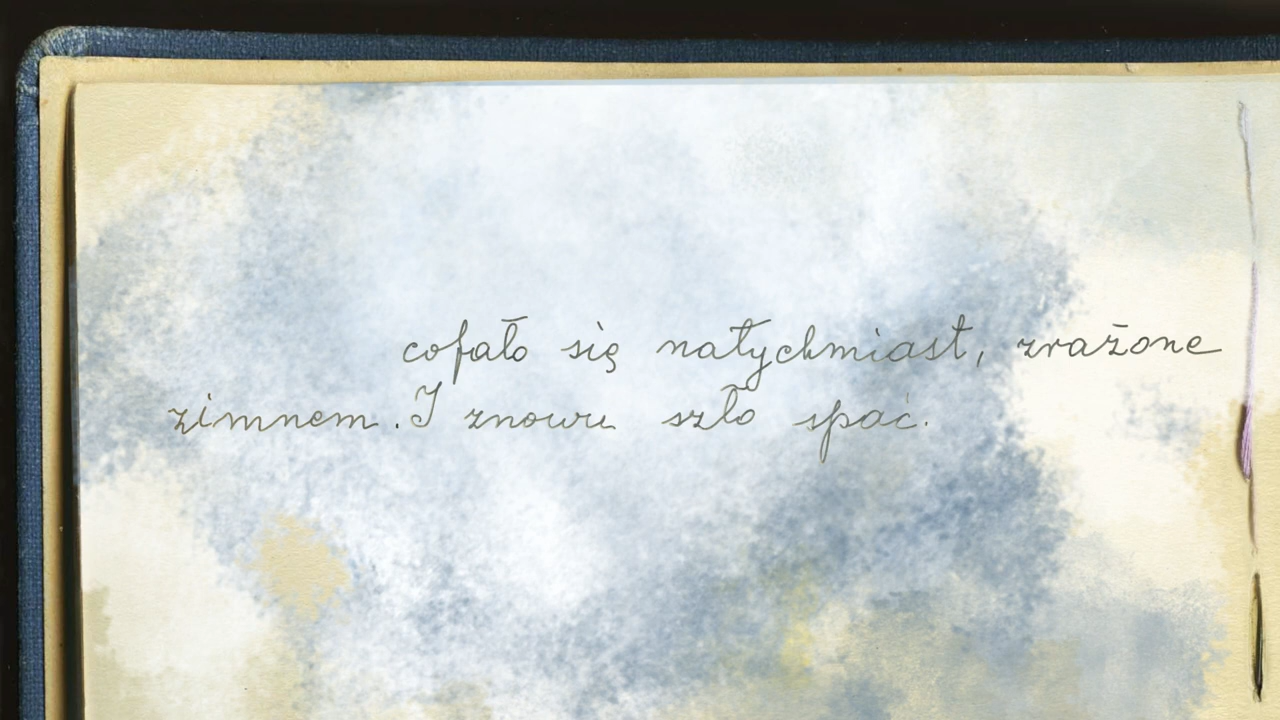 cofało się natychmiast, zrażone
zimnem. I znowu szło spać.